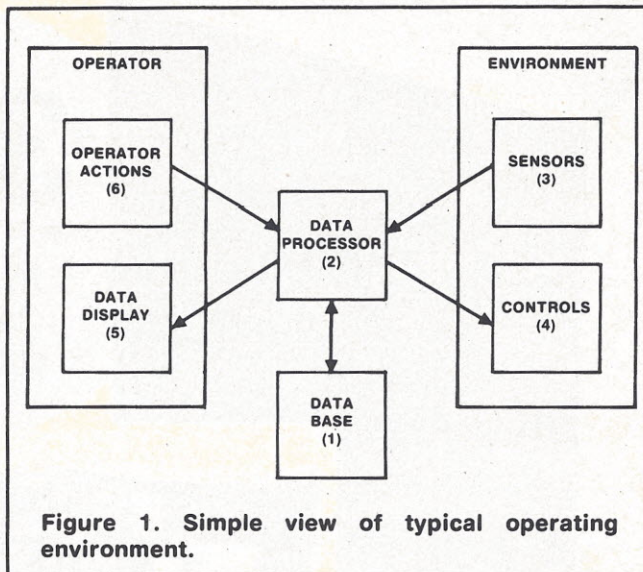 OPERATOR
OPERATOR
ACTIONS
(6)
DATA
DISPLAY
(5)
DATA
PROCESSOR
(2)
DATA
BASE
(1)
ENVIRONMENT
SENSORS
(3)
CONTROLS
(4)
Figure 1. Simple view of typical operating
environment.